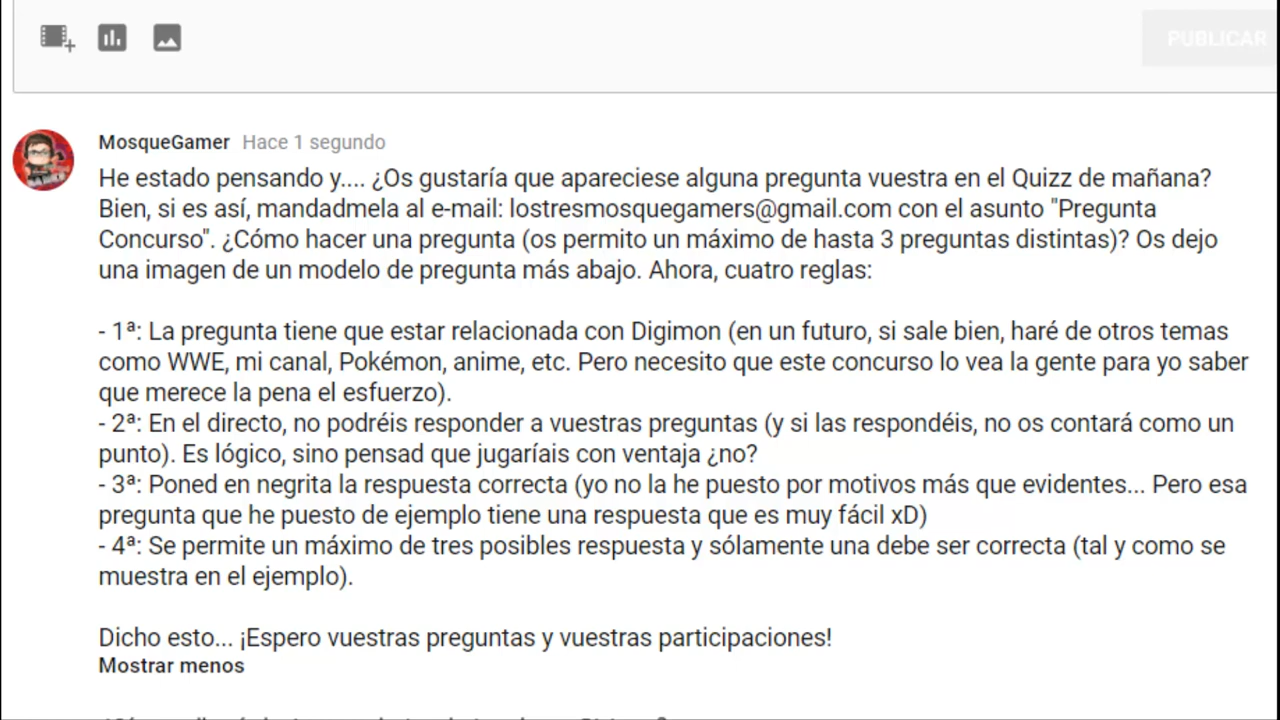 PUBLICAR
MosqueGamer Hace 1 segundo
He estado pensando y.... ¿Os gustaría que apareciese alguna pregunta vuestra en el Quizz de mañana?
Bien, si es así, mandadmela al e-mail: lostresmosquegamers@gmail.com con el asunto "Pregunta
Concurso". ¿Cómo hacer una pregunta (os permito un máximo de hasta 3 preguntas distintas)? Os dejo
una imagen de un modelo de pregunta más abajo. Ahora, cuatro reglas:
- 1ª: La pregunta tiene que estar relacionada con Digimon (en un futuro, si sale bien, haré de otros temas
como WWE, mi canal, Pokémon, anime, etc. Pero necesito que este concurso lo vea la gente para yo saber
que merece la pena el esfuerzo).
- 2ª: En el directo, no podréis responder a vuestras preguntas (y si las respondéis, no os contará como un
punto). Es lógico, sino pensad que jugaríais con ventaja ¿no?
- 3ª: Poned en negrita la respuesta correcta (yo no la he puesto por motivos más que evidentes... Pero esa
pregunta que he puesto de ejemplo tiene una respuesta que es muy fácil xD)
- 4ª: Se permite un máximo de tres posibles respuesta y sólamente una debe ser correcta (tal y como se
muestra en el ejemplo).
Dicho esto... ¡Espero vuestras preguntas y vuestras participaciones!
Mostrar menos